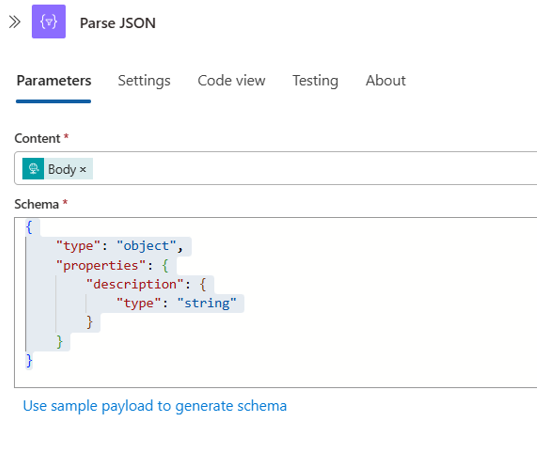 Parse JSON
Parameters Settings Code view Testing About
Content *
Body ×
Schema *
{
    "type": "object",
    "properties": {
        "description": {
            "type": "string"
        }
    }
}
Use sample payload to generate schema